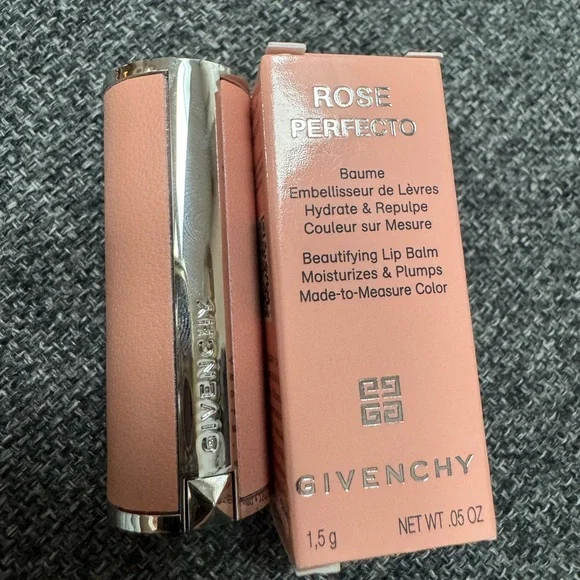 GIVENCHY
ROSE
PERFECTO
Baume
Embellisseur de Lèvres
Hydrate & Repulpe
Couleur sur Mesure
Beautifying Lip Balm
Moisturizes & Plumps
Made-to-Measure Color
GIVENCHY
1,5 g NET WT .05 OZ